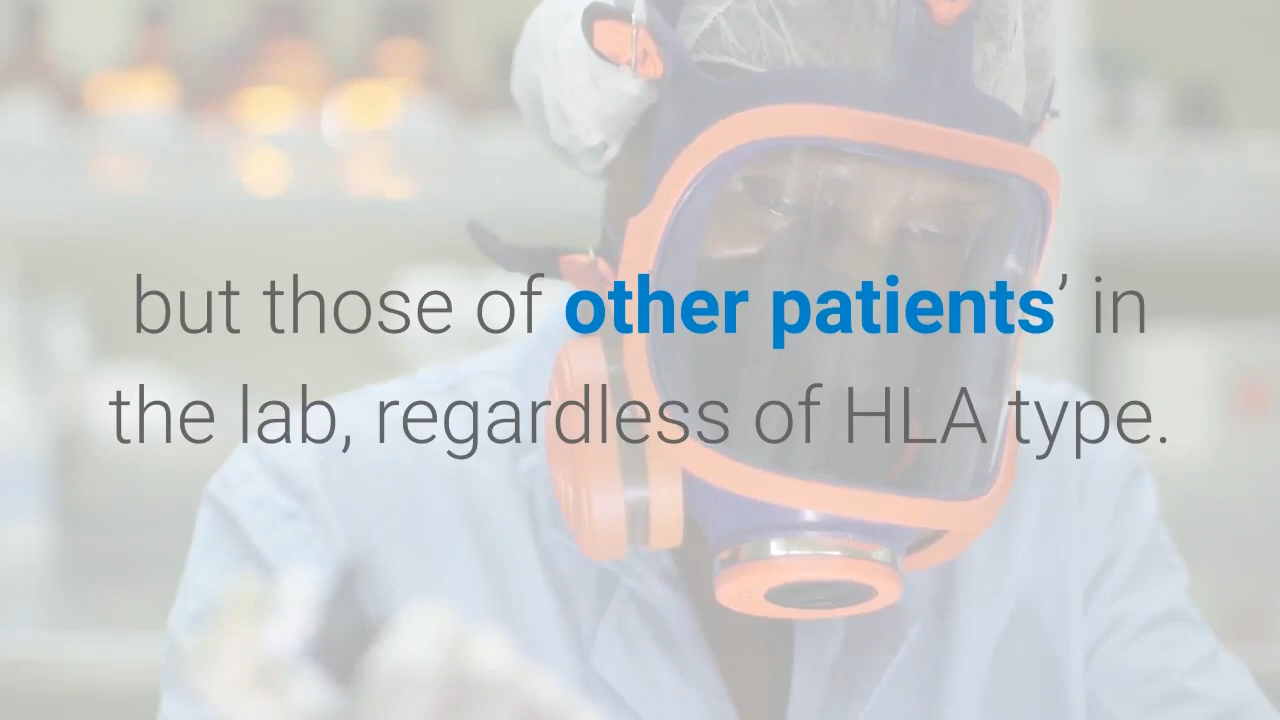 but those of other patients’ in
the lab, regardless of HLA type.